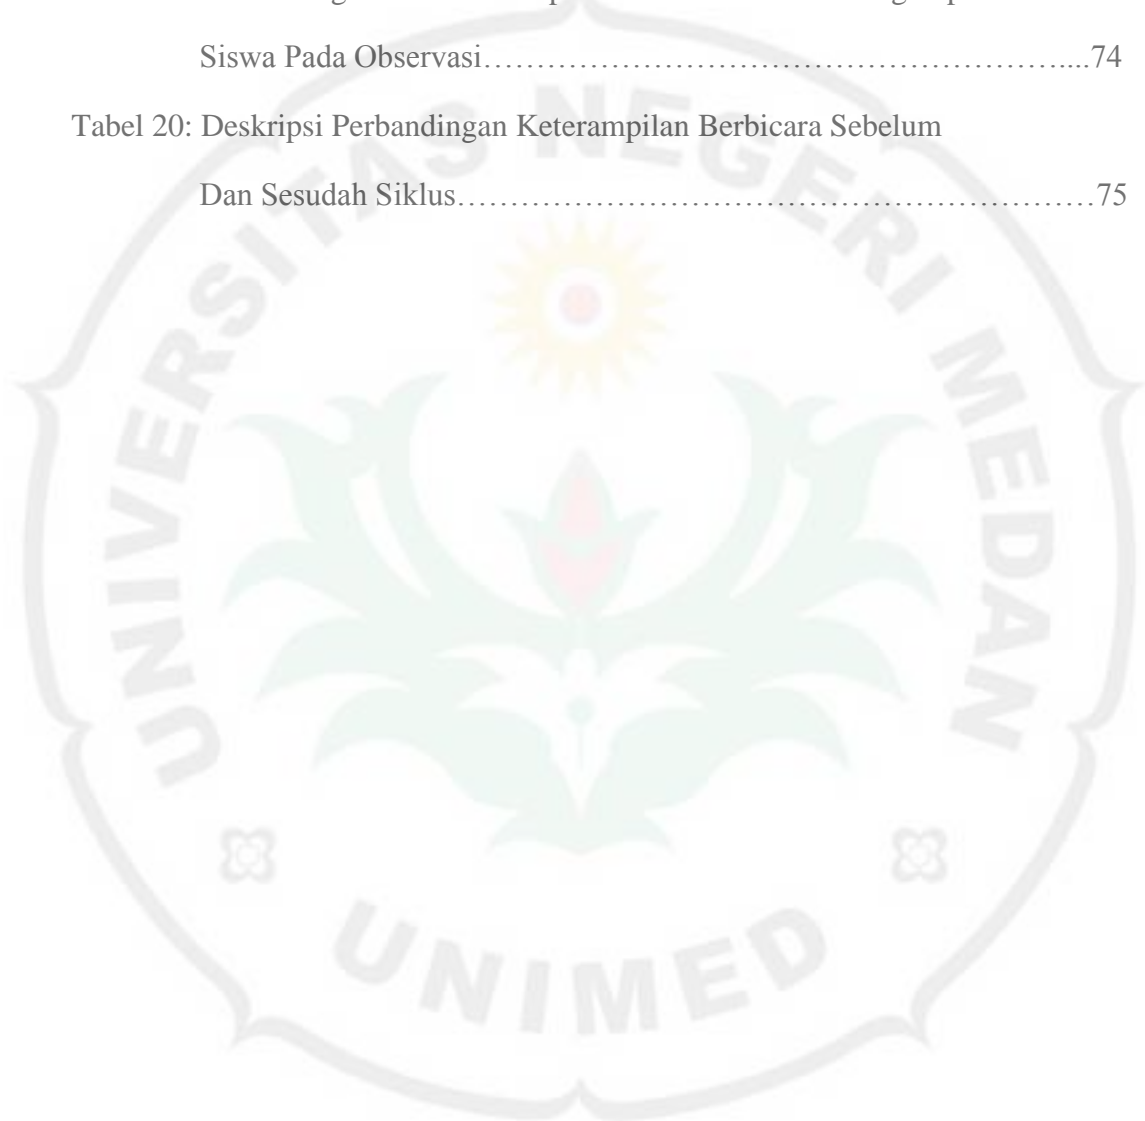 Siswa Pada Observasi…………………………………………………....74
Tabel 20: Deskripsi Perbandingan Keterampilan Berbicara Sebelum
Dan Sesudah Siklus……………………………………………………75
UNIVERSITAS NEGERI MEDAN
UNIMED